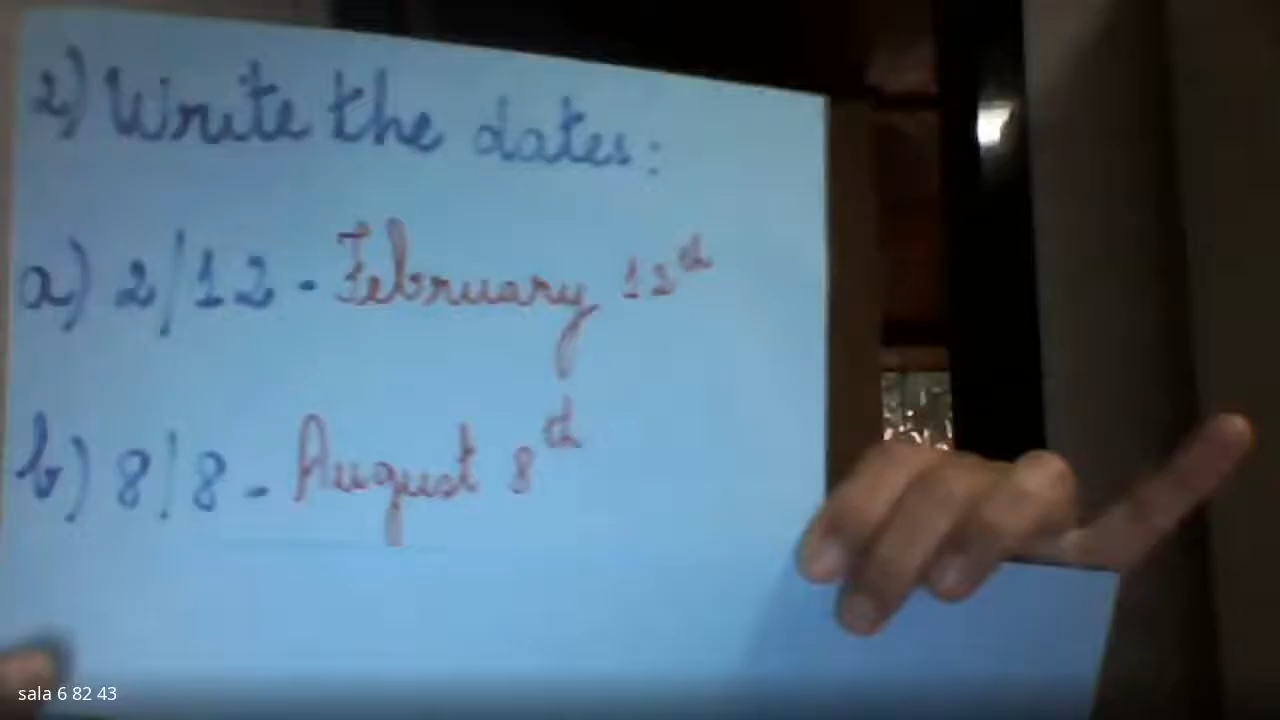 2) Write the dates:
a) 2/12 - February 12th
b) 8/8 - August 8th
sala 6 82 43